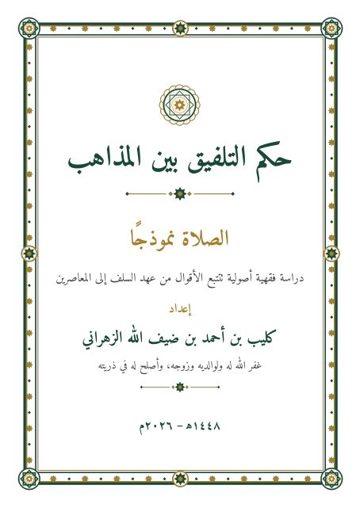 حكم التلفيق بين المذاهب
الصلاة نموذجًا
دراسة فقهية أصولية تتتبع الأقوال من عهد السلف إلى المعاصرين
إعداد
كليب بن أحمد بن ضيف الله الزهراني
غفر الله له ولوالديه وزوجه، وأصلح له في ذريته
١٤٤٨هـ - ٢٠٢٦م